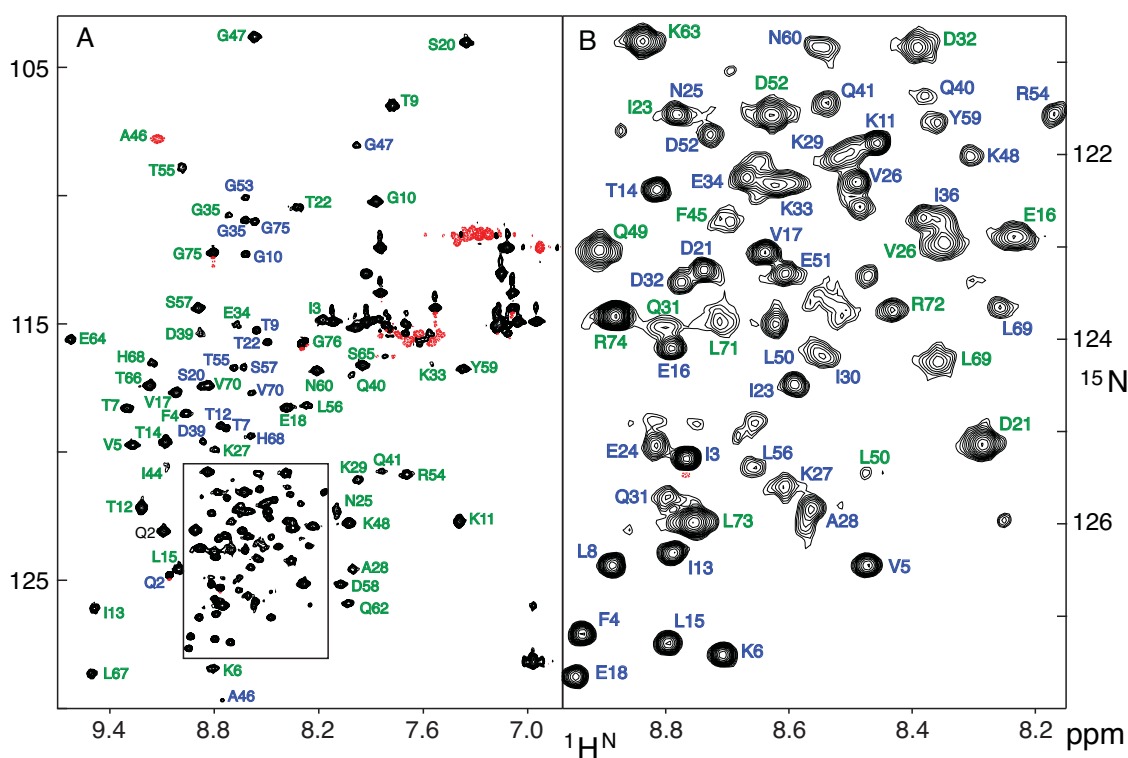 A
G47
S20
105
T9
A46
G47
T55
G53
T22
G10
G35
G35
G75
G75
G10
S57
E34
I3
T9
115
D39
G76
E64
T22
H68
T55
S57
S65
Y59
T66
S20
V70
N60
Q40
K33
V17
V70
T7
F4
E18
L56
T12
T7
T14
D39
H68
V5
K27
I44
K29
Q41
R54
T12
N25
Q2
K48
K11
L15
A28
125
Q2
D58
I13
Q62
L67
K6
A46
9.4
8.8
8.2
7.6
7.0
B
K63
N60
D32
D52
N25
Q41
Q40
R54
I23
Y59
D52
K11
K29
122
K48
E34
V26
T14
K33
I36
F45
E16
Q49
V17
D21
V26
E51
D32
Q31
R72
L69
R74
124
L71
L50
E16
I30
L69
I23
15N
D21
E24
I3
L56
L50
K27
Q31
L73
A28
126
L8
I13
V5
F4
L15
K6
E18
8.8
8.6
8.4
8.2
1HN
ppm